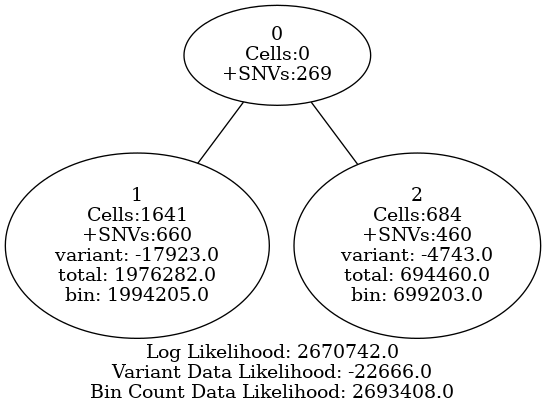 0
Cells:0
+SNVs:269
1
Cells:1641
+SNVs:660
variant: -17923.0
total: 1976282.0
bin: 1994205.0
2
Cells:684
+SNVs:460
variant: -4743.0
total: 694460.0
bin: 699203.0
Log Likelihood: 2670742.0
Variant Data Likelihood: -22666.0
Bin Count Data Likelihood: 2693408.0